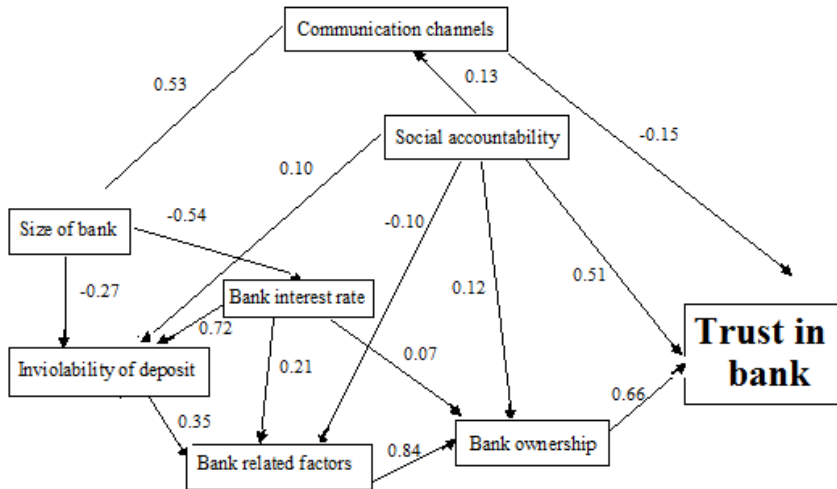 Communication channels
0.53
0.13
Social accountability
-0.15
0.10
Size of bank
-0.54
-0.10
-0.27
Bank interest rate
0.12
0.51
0.72
Trust in
bank
Inviolability of deposit
0.21
0.07
0.35
0.66
Bank related factors
0.84
Bank ownership